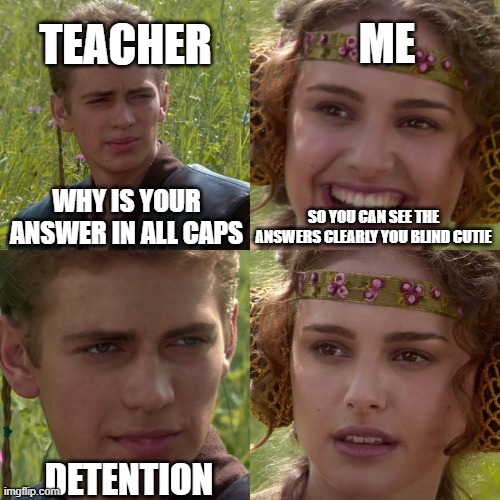 TEACHER
ME
WHY IS YOUR
ANSWER IN ALL CAPS
SO YOU CAN SEE THE
ANSWERS CLEARLY YOU BLIND CUTIE
DETENTION
imgflip.com